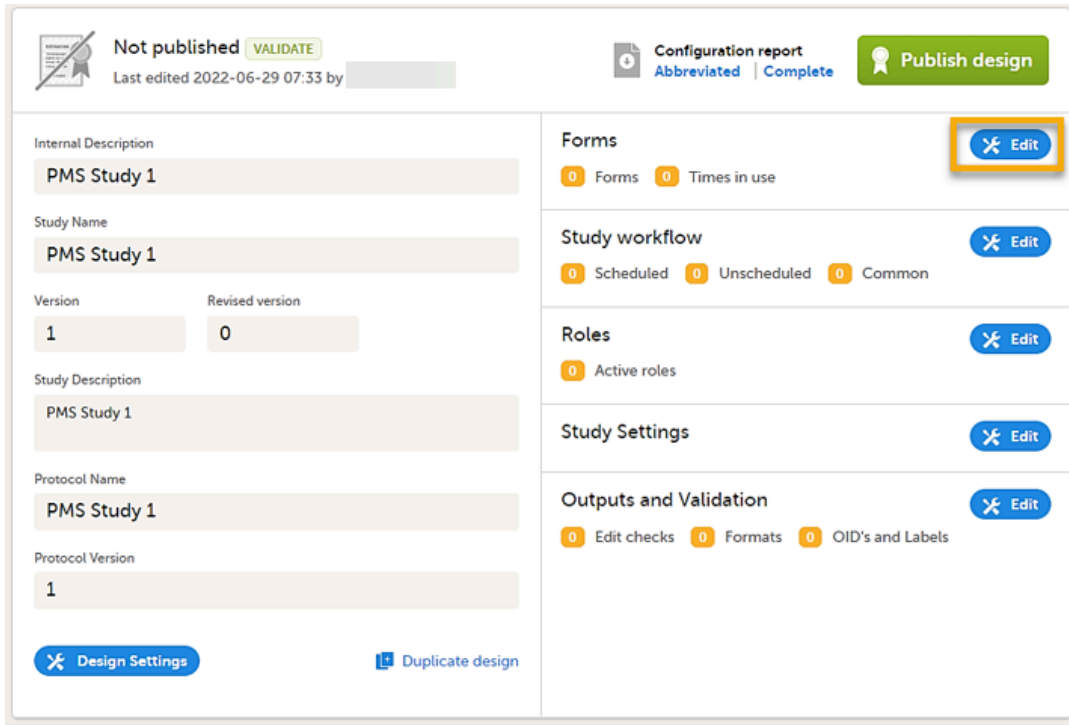 Not published VALIDATE
Last edited 2022-06-29 07:33 by
Configuration report
Abbreviated | Complete
Publish design
Internal Description
PMS Study 1
Study Name
PMS Study 1
Version Revised version
1 0
Study Description
PMS Study 1
Protocol Name
PMS Study 1
Protocol Version
1
Design Settings Duplicate design
Forms Edit
0 Forms 0 Times in use
Study workflow Edit
0 Scheduled 0 Unscheduled 0 Common
Roles Edit
0 Active roles
Study Settings Edit
Outputs and Validation Edit
0 Edit checks 0 Formats 0 OID's and Labels